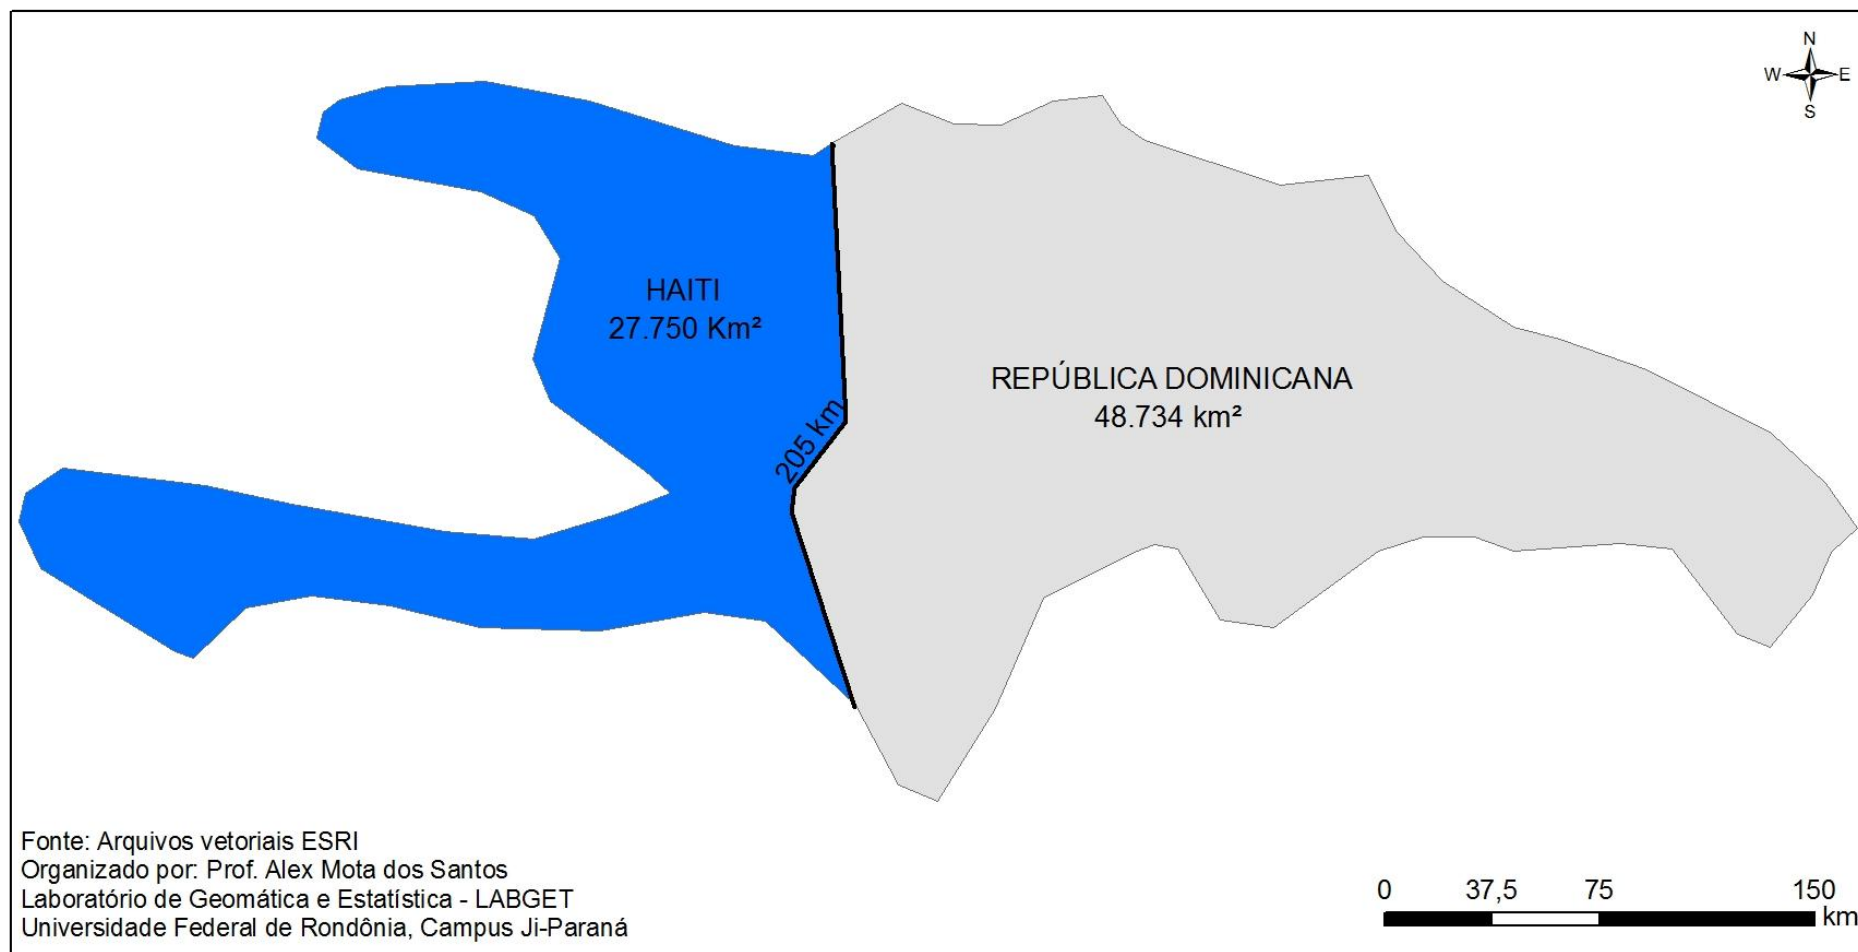 N
W E
S
HAITI
27.750 Km²
REPÚBLICA DOMINICANA
48.734 km²
205 km
Fonte: Arquivos vetoriais ESRI
Organizado por: Prof. Alex Mota dos Santos
Laboratório de Geomática e Estatística - LABGET
Universidade Federal de Rondônia, Campus Ji-Paraná
0 37,5 75 150
km